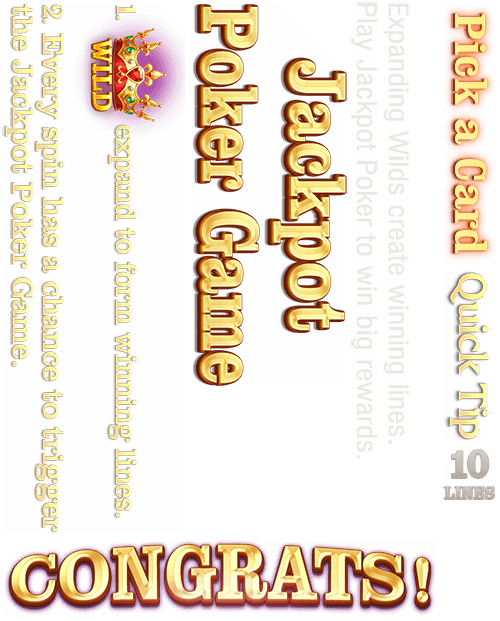 Pick a Card
Quick Tip
10
LINES
Expanding Wilds create winning lines.
Play Jackpot Poker to win big rewards.
Jackpot
Poker Game
1. WILD expand to form winning lines.
2. Every spin has a chance to trigger
the Jackpot Poker Game.
CONGRATS!